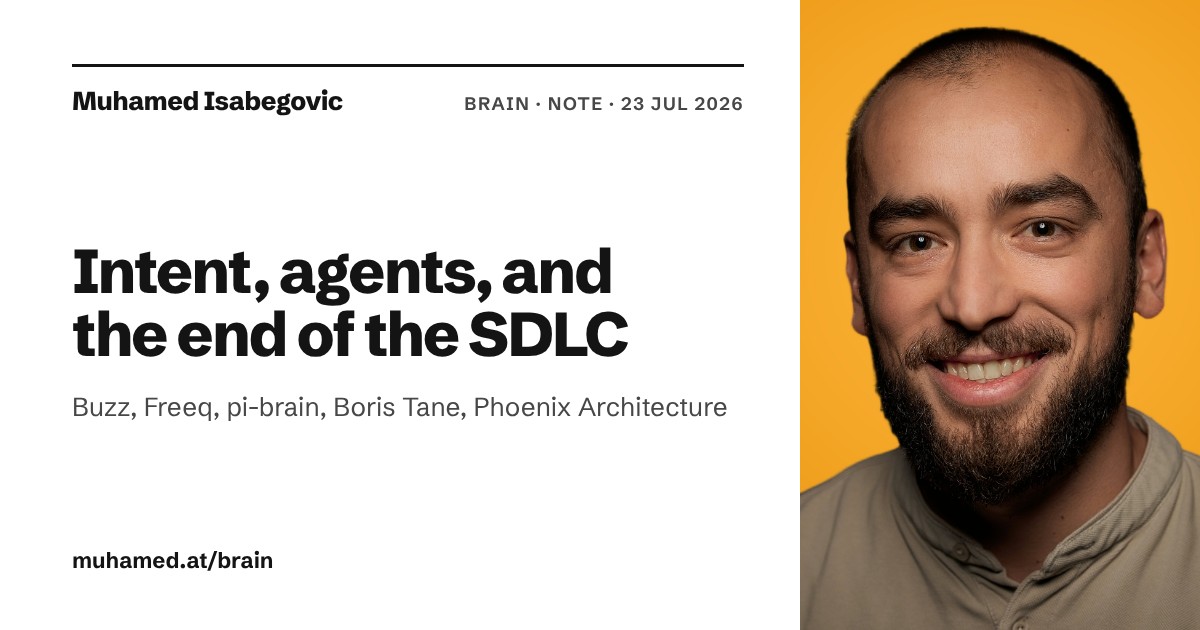 Muhamed Isabegovic
BRAIN · NOTE · 23 JUL 2026
Intent, agents, and
the end of the SDLC
Buzz, Freeq, pi-brain, Boris Tane, Phoenix Architecture
muhamed.at/brain